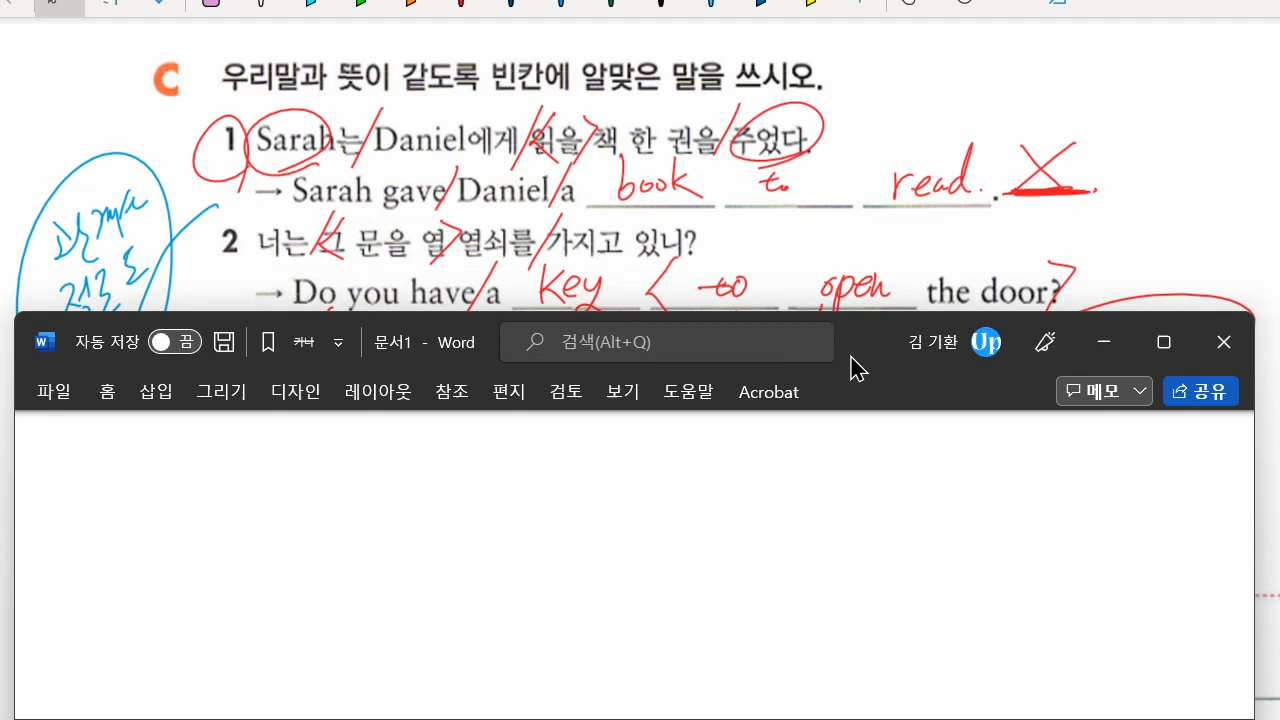 C 우리말과 뜻이 같도록 빈칸에 알맞은 말을 쓰시오.
1 Sarah는 Daniel에게 읽을 책 한 권을 주었다.
→ Sarah gave Daniel a book to read.
2 너는 그 문을 열 열쇠를 가지고 있니?
→ Do you have a key to open the door?
자동 저장 끔 가나 문서1 - Word 검색(Alt+Q) 김 기환 Up
파일 홈 삽입 그리기 디자인 레이아웃 참조 편지 검토 보기 도움말 Acrobat 메모 공유